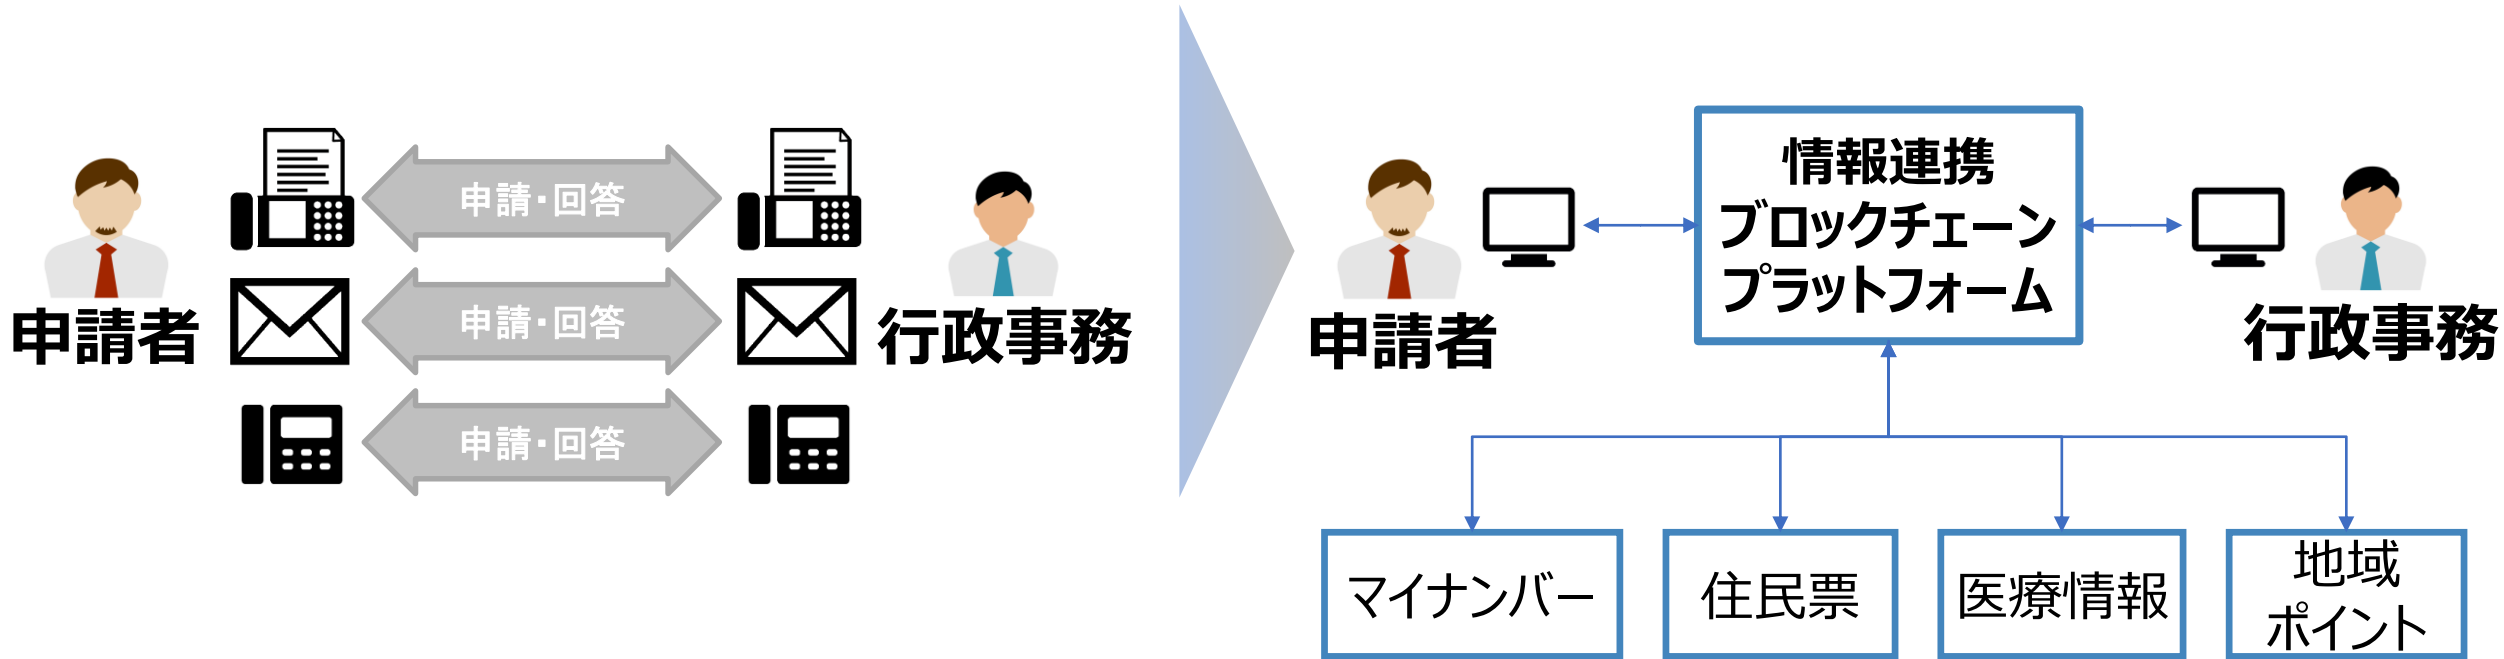 申請・回答
申請・回答
申請者
行政業務
申請・回答
情報連携
ブロックチェーン
プラットフォーム
申請者
行政業務
マイナンバー
住民票
医療情報
地域
ポイント